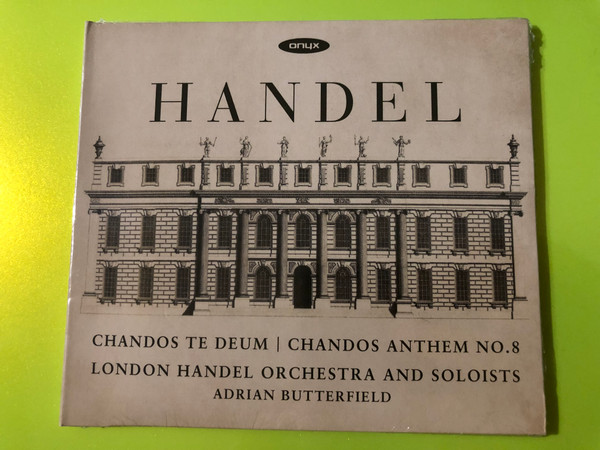 onyx
HANDEL
CHANDOS TE DEUM | CHANDOS ANTHEM NO.8
LONDON HANDEL ORCHESTRA AND SOLOISTS
ADRIAN BUTTERFIELD